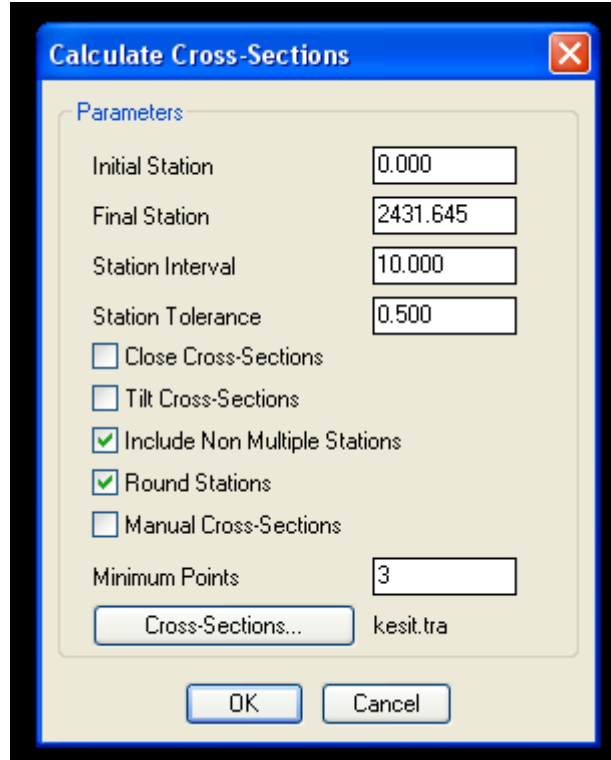 Calculate Cross-Sections
Parameters
Initial Station 0.000
Final Station 2431.645
Station Interval 10.000
Station Tolerance 0.500
Close Cross-Sections
Tilt Cross-Sections
Include Non Multiple Stations
Round Stations
Manual Cross-Sections
Minimum Points 3
Cross-Sections... kesit.tra
OK Cancel